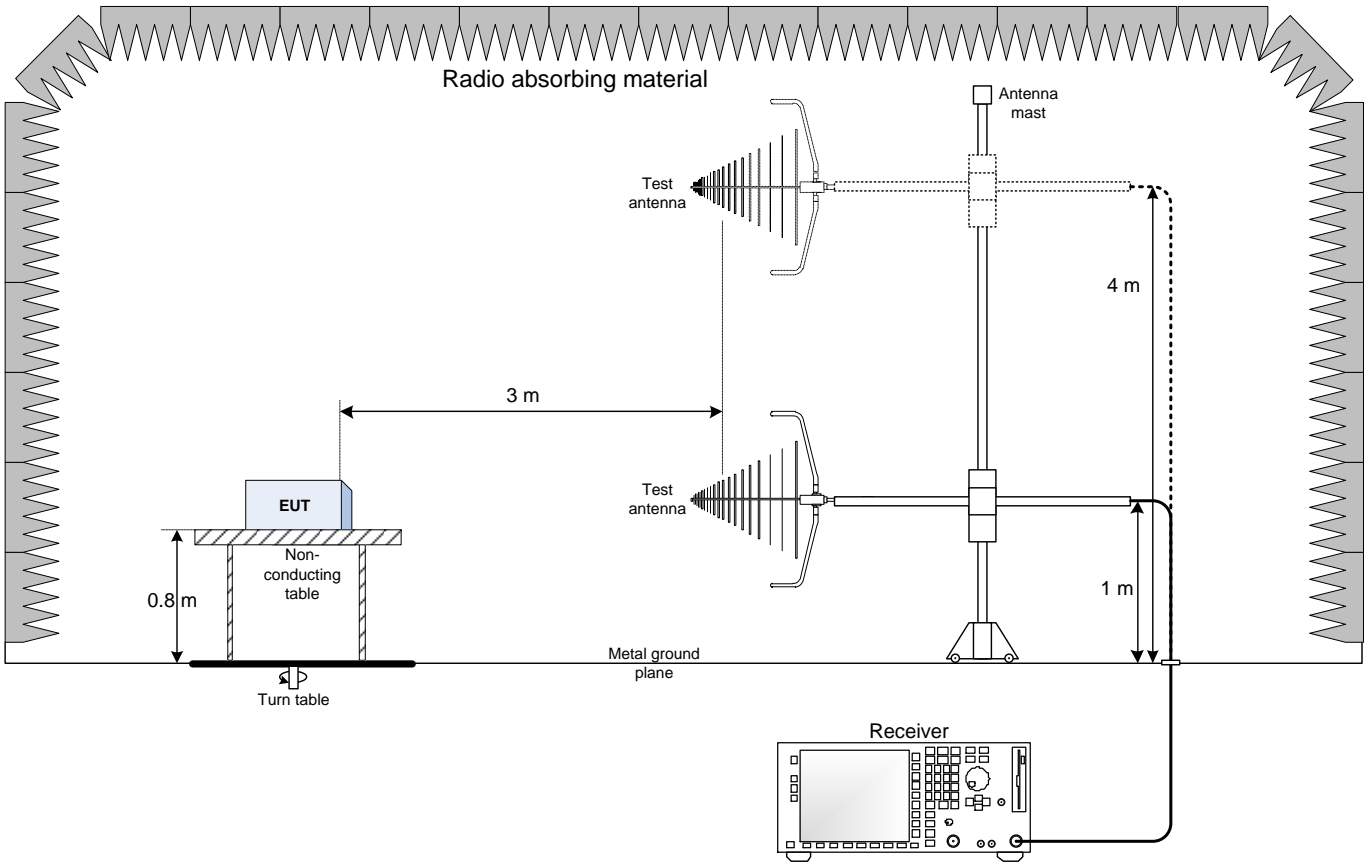 Radio absorbing material
Antenna
mast
Test
antenna
4 m
3 m
Test
antenna
EUT
Non-
conducting
table
0.8 m
1 m
Metal ground
plane
Turn table
Receiver